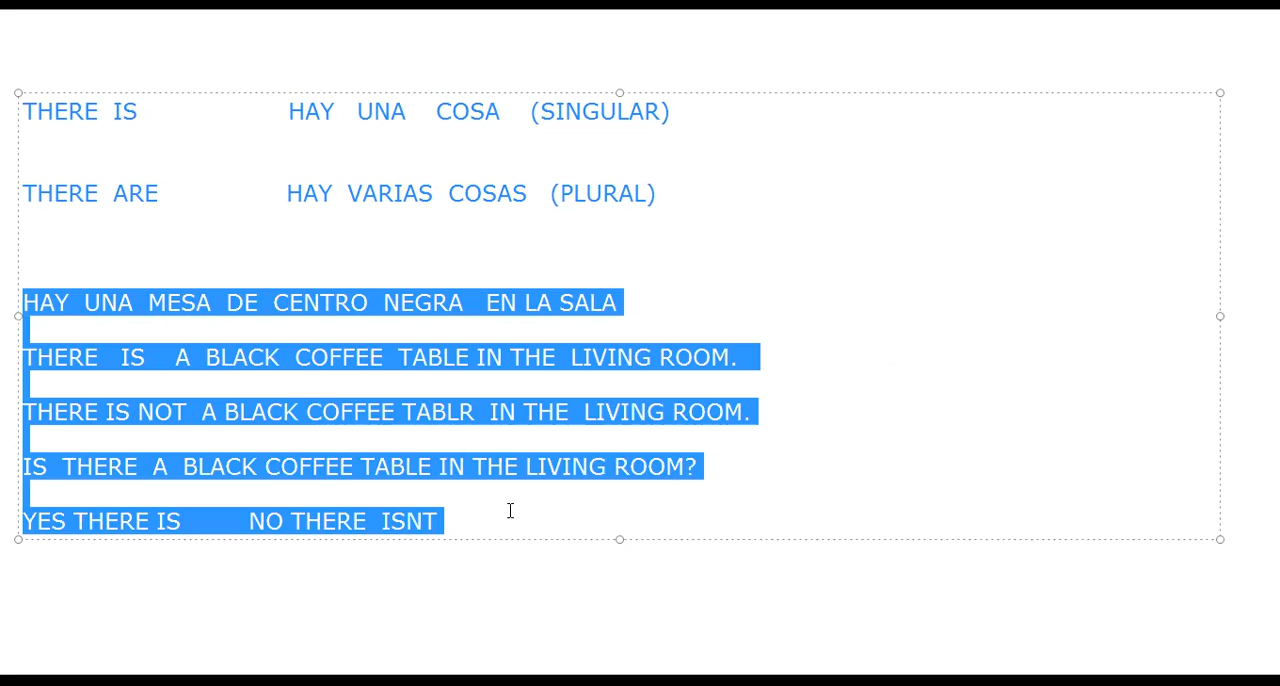 THERE IS HAY UNA COSA (SINGULAR)
THERE ARE HAY VARIAS COSAS (PLURAL)
HAY UNA MESA DE CENTRO NEGRA EN LA SALA
THERE IS A BLACK COFFEE TABLE IN THE LIVING ROOM.
THERE IS NOT A BLACK COFFEE TABLR IN THE LIVING ROOM.
IS THERE A BLACK COFFEE TABLE IN THE LIVING ROOM?
YES THERE IS NO THERE ISNT